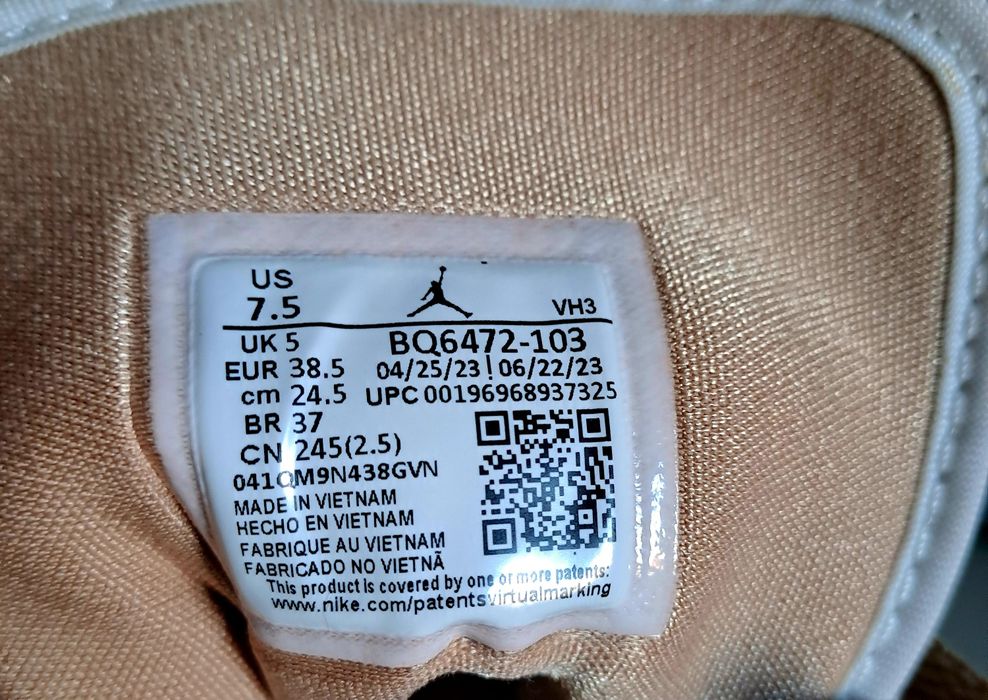 US
7.5
VH3
UK 5
BQ6472-103
EUR 38.5
04/25/23 | 06/22/23
cm 24.5
UPC 00196968937325
BR 37
CN 245(2.5)
041QM9N438GVN
MADE IN VIETNAM
HECHO EN VIETNAM
FABRIQUE AU VIETNAM
FABRICADO NO VIETNÃ
This product is covered by one or more patents:
www.nike.com/patentsvirtualmarking